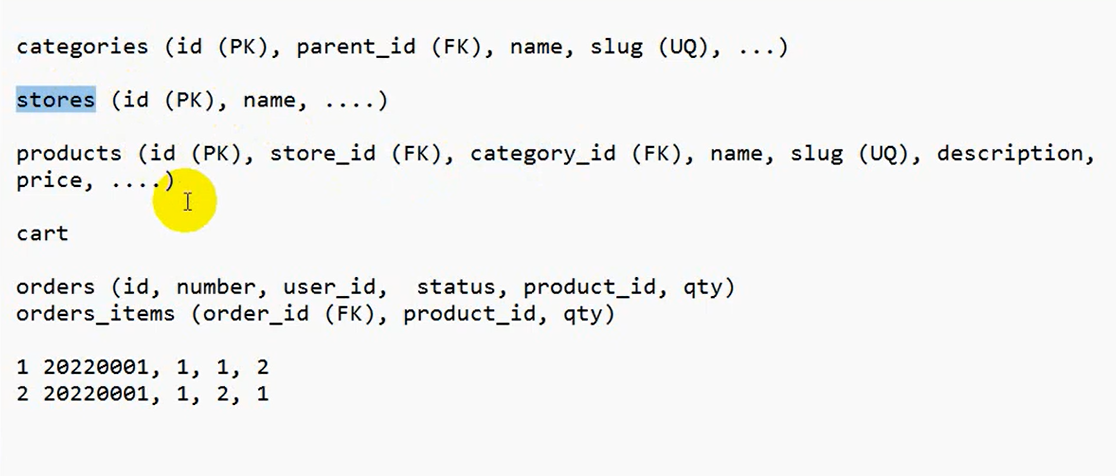 categories (id (PK), parent_id (FK), name, slug (UQ), ...)
stores (id (PK), name, ....)
products (id (PK), store_id (FK), category_id (FK), name, slug (UQ), description,
price, ....)
cart
orders (id, number, user_id,  status, product_id, qty)
orders_items (order_id (FK), product_id, qty)
1 20220001, 1, 1, 2
2 20220001, 1, 2, 1